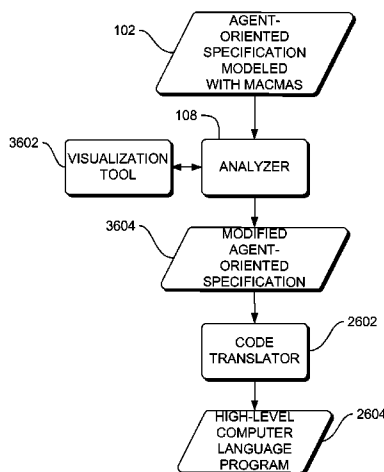 102
AGENT-
ORIENTED
SPECIFICATION
MODELED
WITH MACMAS
108
3602
VISUALIZATION
TOOL
ANALYZER
3604
MODIFIED
AGENT-
ORIENTED
SPECIFICATION
2602
CODE
TRANSLATOR
HIGH-LEVEL
COMPUTER
LANGUAGE
PROGRAM
2604